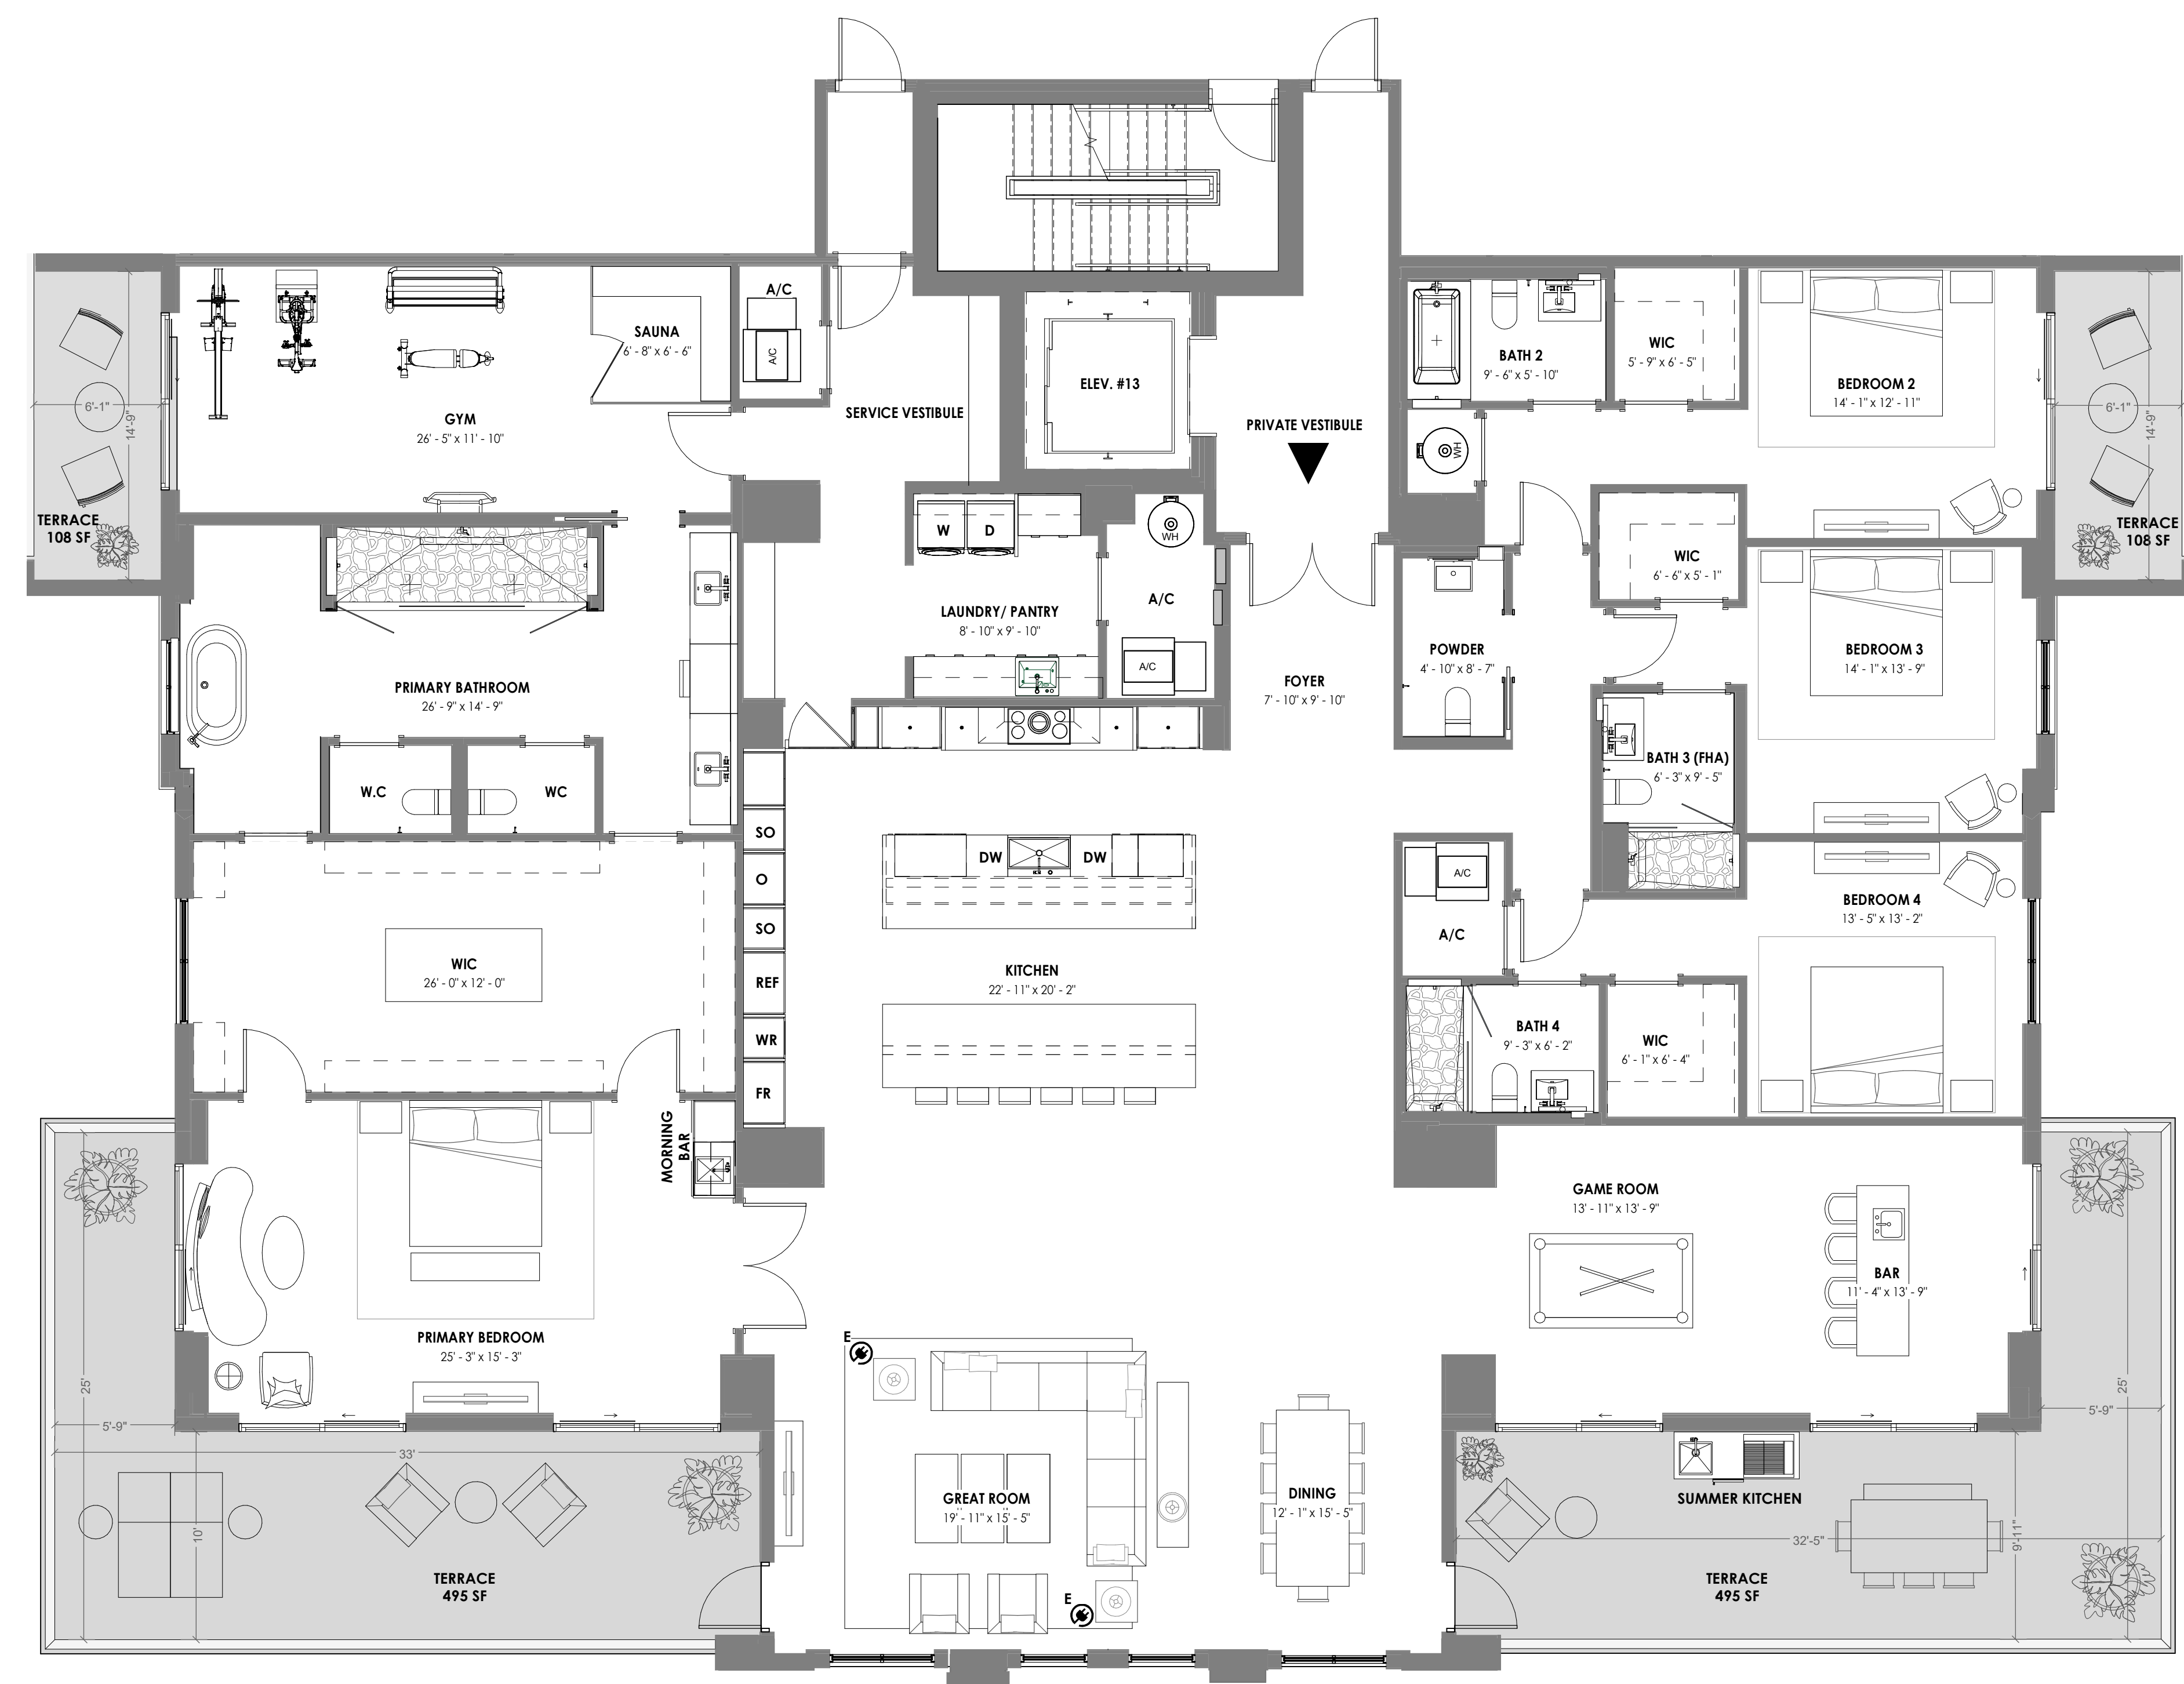 A/C
A/C
SAUNA
6' - 8" x 6' - 6"
GYM
26' - 5" x 11' - 10"
SERVICE VESTIBULE
ELEV. #13
PRIVATE VESTIBULE
BATH 2
9' - 6" x 5' - 10"
WIC
5' - 9" x 6' - 5"
BEDROOM 2
14' - 1" x 12' - 11"
6'-1"
14'-9"
TERRACE
108 SF
6'-1"
14'-9"
TERRACE
108 SF
WH
W
D
WH
A/C
A/C
LAUNDRY/ PANTRY
8' - 10" x 9' - 10"
WIC
6' - 6" x 5' - 1"
POWDER
4' - 10" x 8' - 7"
BEDROOM 3
14' - 1" x 13' - 9"
FOYER
7' - 10" x 9' - 10"
PRIMARY BATHROOM
26' - 9" x 14' - 9"
W.C
WC
BATH 3 (FHA)
6' - 3" x 9' - 5"
SO
O
SO
REF
WR
FR
DW
DW
A/C
A/C
BEDROOM 4
13' - 5" x 13' - 2"
WIC
26' - 0" x 12' - 0"
KITCHEN
22' - 11" x 20' - 2"
BATH 4
9' - 3" x 6' - 2"
WIC
6' - 1" x 6' - 4"
MORNING
BAR
GAME ROOM
13' - 11" x 13' - 9"
BAR
11' - 4" x 13' - 9"
PRIMARY BEDROOM
25' - 3" x 15' - 3"
E
25'
5'-9"
33'
10'
25'
5'-9"
32'-5"
9'-11"
GREAT ROOM
19' - 11" x 15' - 5"
DINING
12' - 1" x 15' - 5"
SUMMER KITCHEN
TERRACE
495 SF
E
TERRACE
495 SF